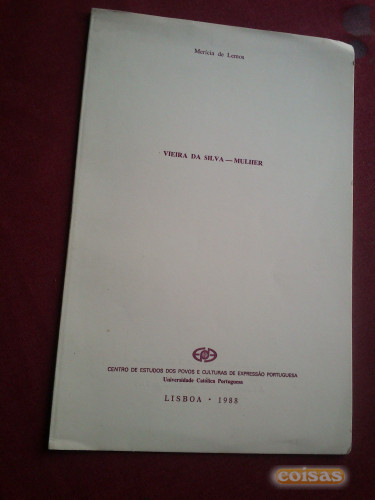 Merícia de Lemos
VIEIRA DA SILVA — MULHER
CENTRO DE ESTUDOS DOS POVOS E CULTURAS DE EXPRESSÃO PORTUGUESA
Universidade Católica Portuguesa
LISBOA • 1988
coisas